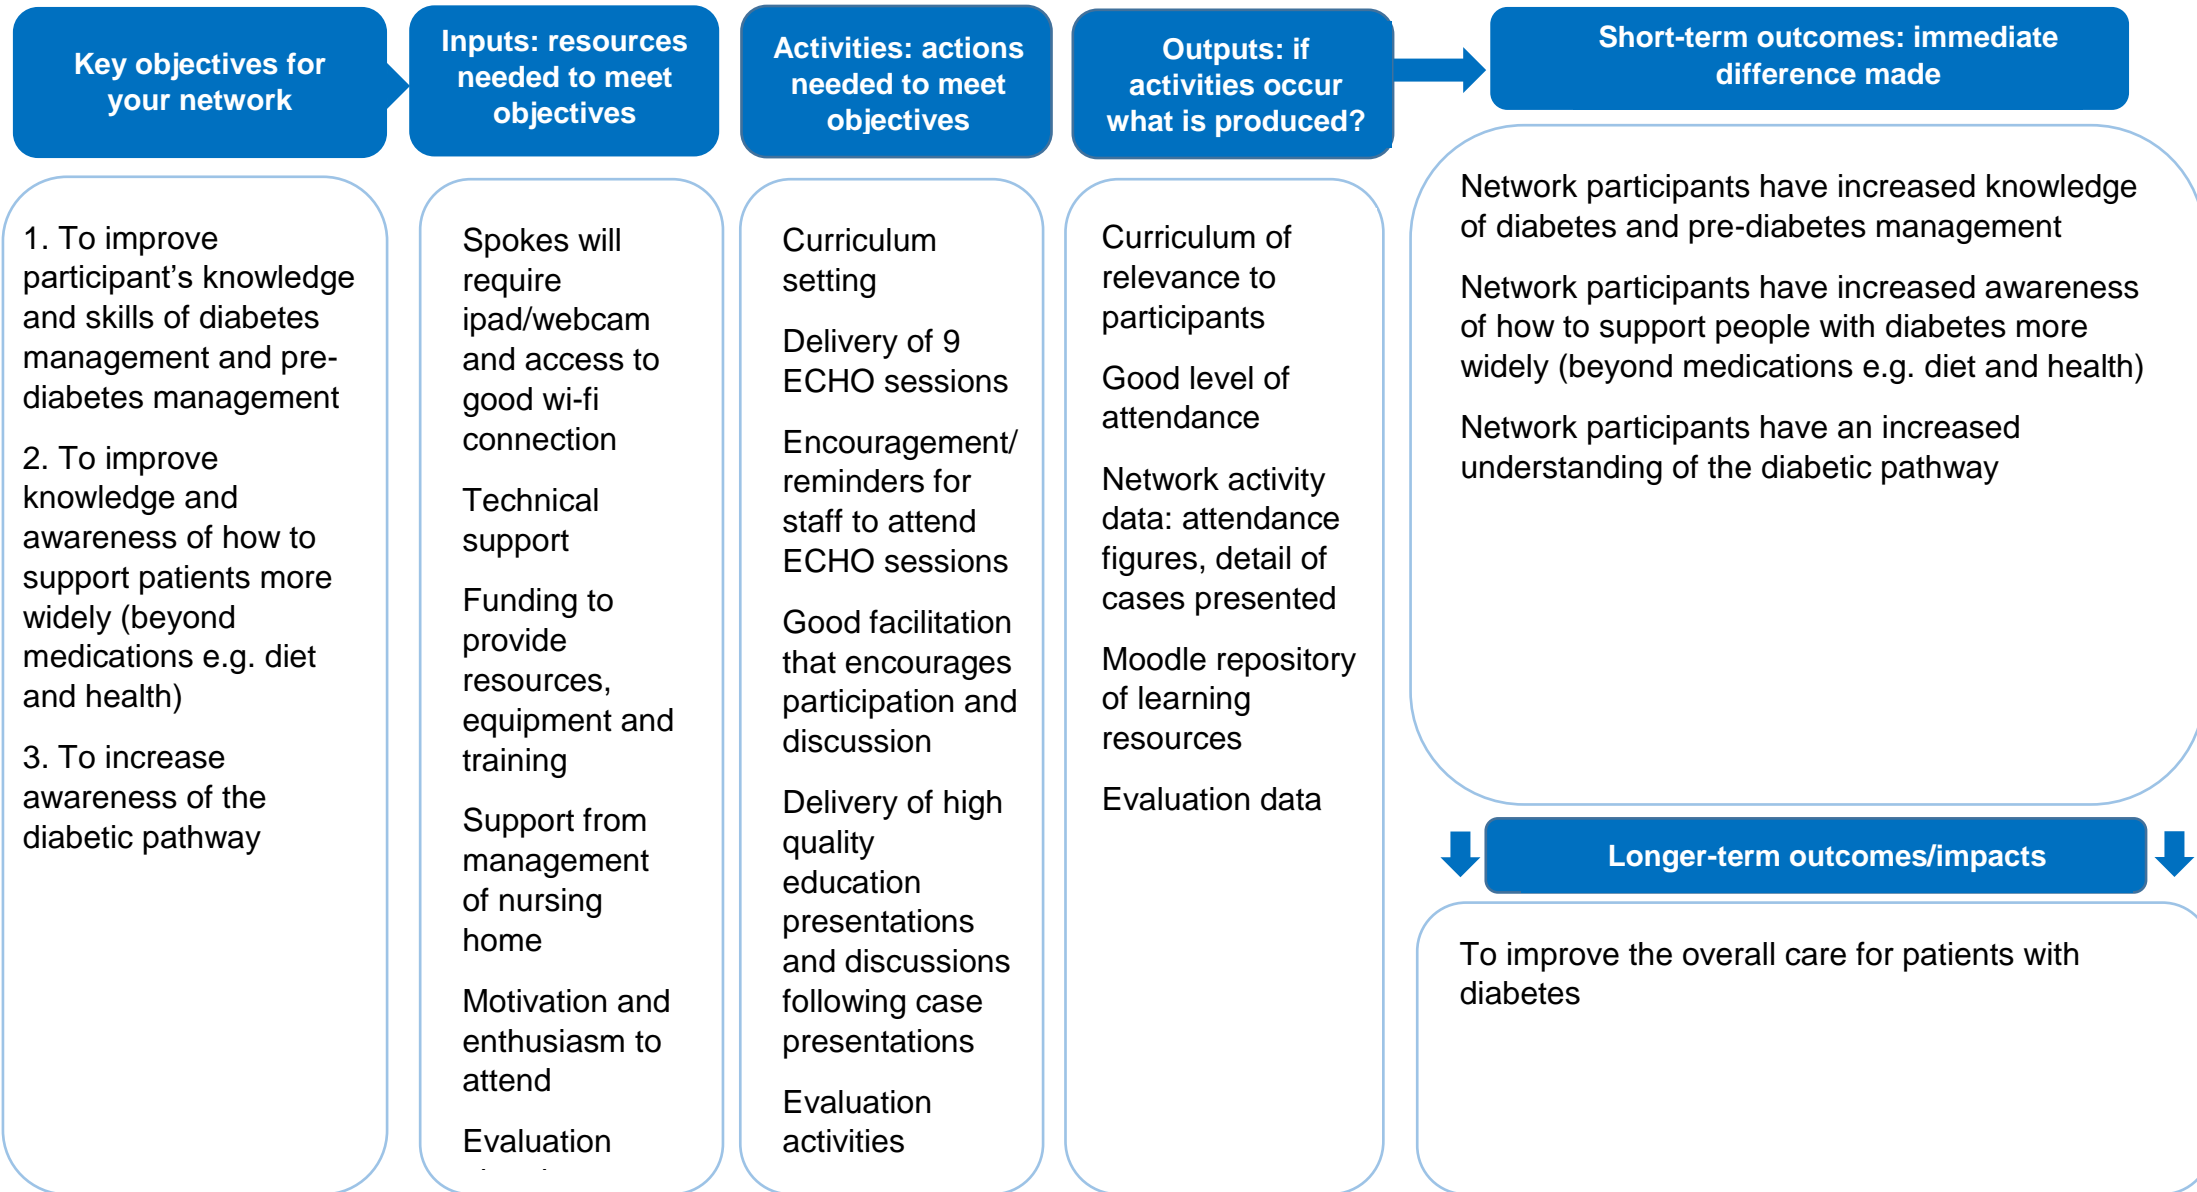 Key objectives for
your network
Inputs: resources
needed to meet
objectives
Activities: actions
needed to meet
objectives
Outputs: if
activities occur
what is produced?
Short-term outcomes: immediate
difference made
1. To improve
participant’s knowledge
and skills of diabetes
management and pre-
diabetes management
2. To improve
knowledge and
awareness of how to
support patients more
widely (beyond
medications e.g. diet
and health)
3. To increase
awareness of the
diabetic pathway
Spokes will
require
ipad/webcam
and access to
good wi-fi
connection
Technical
support
Funding to
provide
resources,
equipment and
training
Support from
management
of nursing
home
Motivation and
enthusiasm to
attend
Evaluation
Curriculum
setting
Delivery of 9
ECHO sessions
Encouragement/
reminders for
staff to attend
ECHO sessions
Good facilitation
that encourages
participation and
discussion
Delivery of high
quality
education
presentations
and discussions
following case
presentations
Evaluation
activities
Curriculum of
relevance to
participants
Good level of
attendance
Network activity
data: attendance
figures, detail of
cases presented
Moodle repository
of learning
resources
Evaluation data
Network participants have increased knowledge
of diabetes and pre-diabetes management
Network participants have increased awareness
of how to support people with diabetes more
widely (beyond medications e.g. diet and health)
Network participants have an increased
understanding of the diabetic pathway
Longer-term outcomes/impacts
To improve the overall care for patients with
diabetes